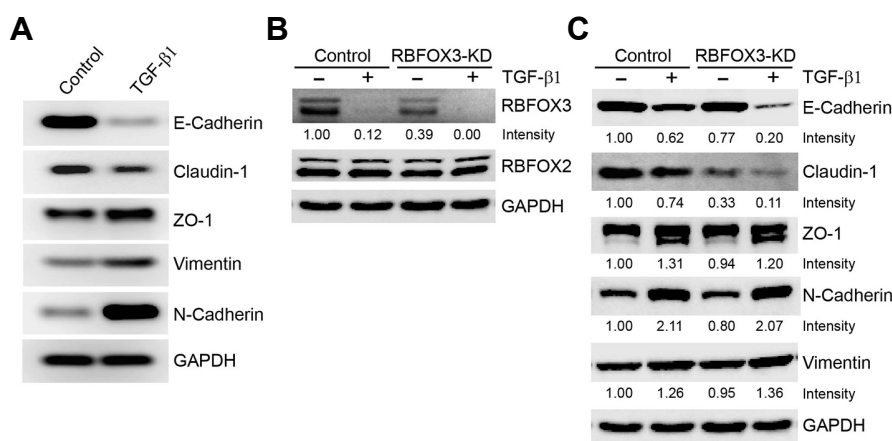 A
Control
TGF-β1
E-Cadherin
Claudin-1
ZO-1
Vimentin
N-Cadherin
GAPDH
B
Control RBFOX3-KD
– + – + TGF-β1
RBFOX3
1.00 0.12 0.39 0.00 Intensity
RBFOX2
GAPDH
C
Control RBFOX3-KD
– + – + TGF-β1
E-Cadherin
1.00 0.62 0.77 0.20 Intensity
Claudin-1
1.00 0.74 0.33 0.11 Intensity
ZO-1
1.00 1.31 0.94 1.20 Intensity
N-Cadherin
1.00 2.11 0.80 2.07 Intensity
Vimentin
1.00 1.26 0.95 1.36 Intensity
GAPDH